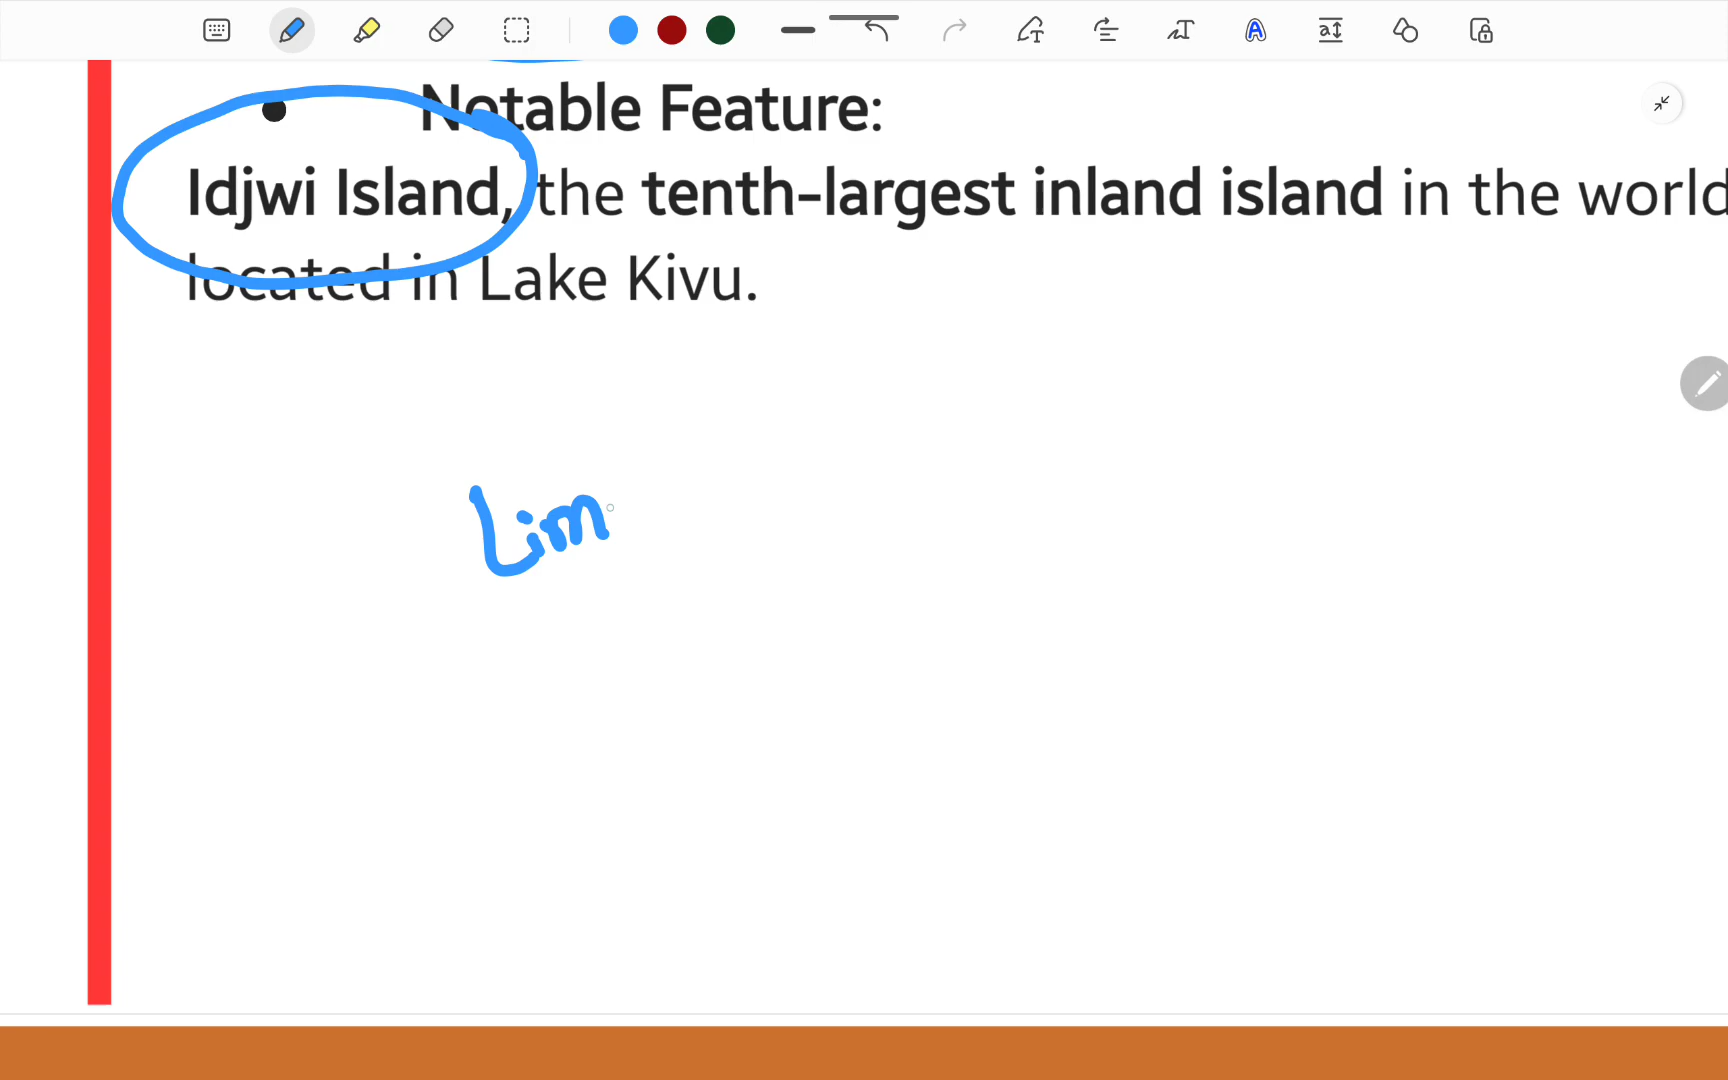 Notable Feature:
Idjwi Island, the tenth-largest inland island in the world
located in Lake Kivu.
Lim